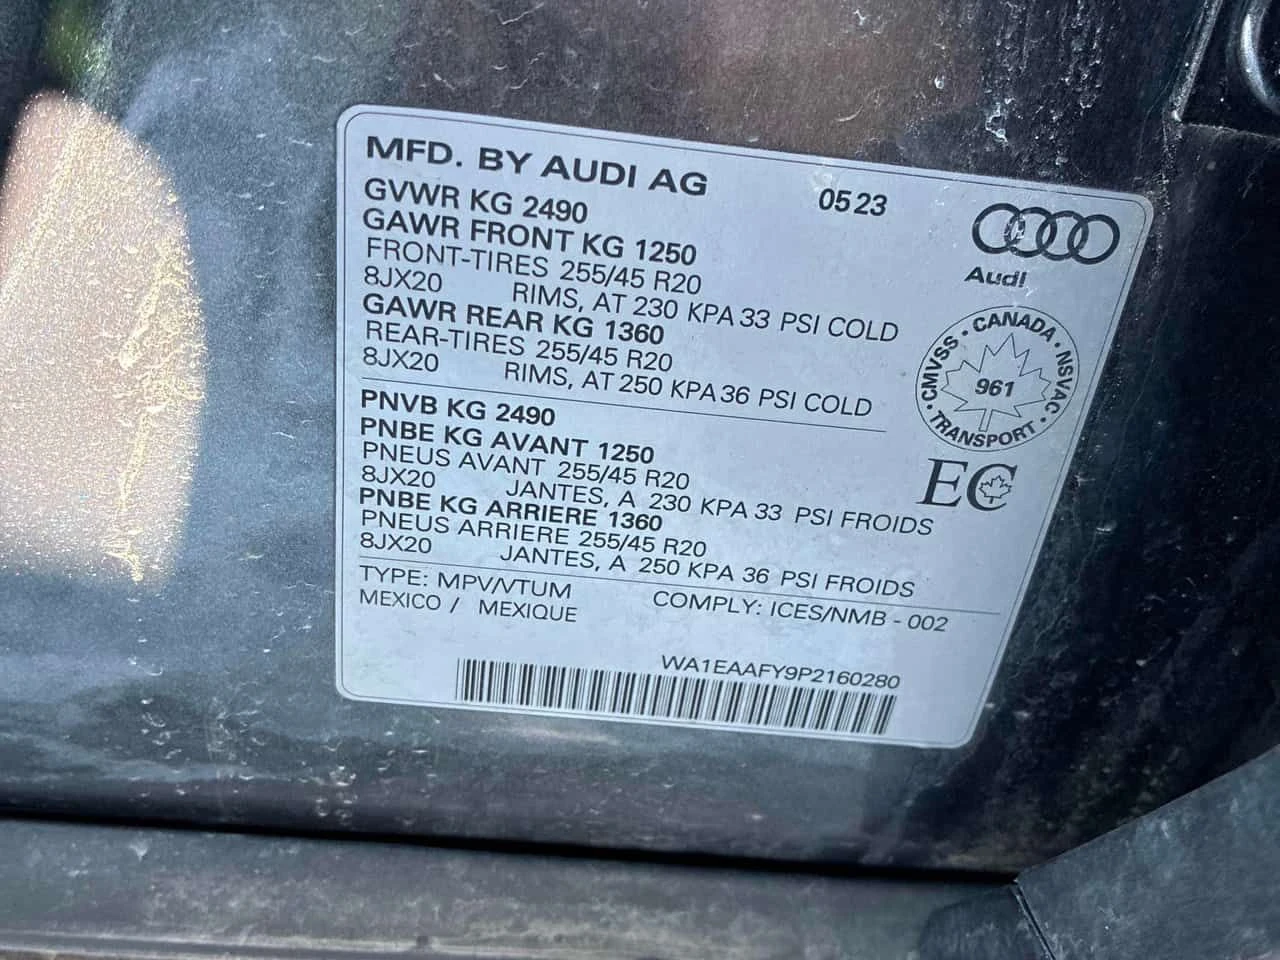 MFD. BY AUDI AG 05 23
GVWR KG 2490
GAWR FRONT KG 1250
FRONT-TIRES 255/45 R20
8JX20 RIMS, AT 230 KPA 33 PSI COLD
GAWR REAR KG 1360
REAR-TIRES 255/45 R20
8JX20 RIMS, AT 250 KPA 36 PSI COLD
Audi
CANADA · NSVAC · TRANSPORT · CMVSS ·
961
EC
PNVB KG 2490
PNBE KG AVANT 1250
PNEUS AVANT 255/45 R20
8JX20 JANTES, A 230 KPA 33 PSI FROIDS
PNBE KG ARRIERE 1360
PNEUS ARRIERE 255/45 R20
8JX20 JANTES, A 250 KPA 36 PSI FROIDS
TYPE: MPV/VTUM COMPLY: ICES/NMB - 002
MEXICO / MEXIQUE
WA1EAAFY9P2160280